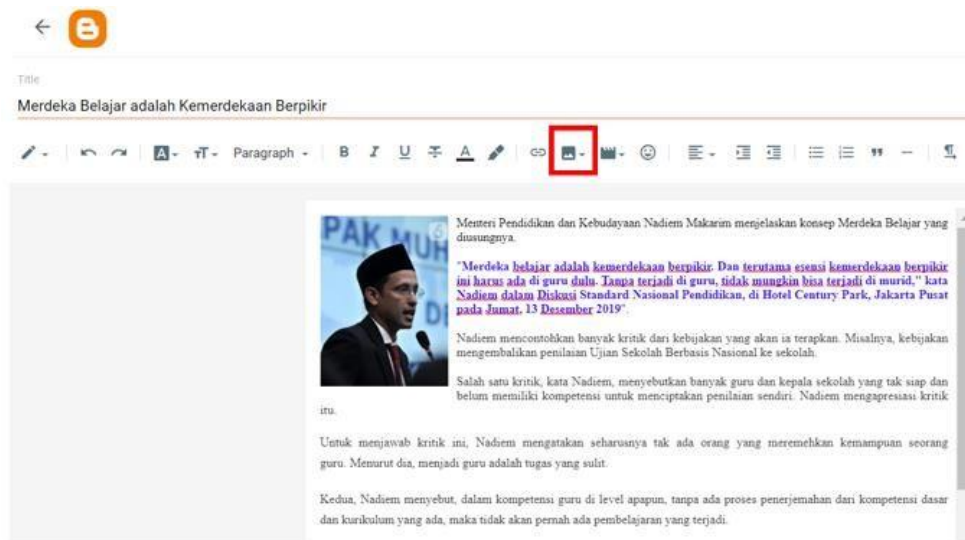 Title
Merdeka Belajar adalah Kemerdekaan Berpikir
Paragraph
B I U A
PAK MUH
DE
Menteri Pendidikan dan Kebudayaan Nadiem Makarim menjelaskan konsep Merdeka Belajar yang
diusungnya.
"Merdeka belajar adalah kemerdekaan berpikir. Dan terutama esensi kemerdekaan berpikir
ini harus ada di guru dulu. Tanpa terjadi di guru, tidak mungkin bisa terjadi di murid," kata
Nadiem dalam Diskusi Standard Nasional Pendidikan, di Hotel Century Park, Jakarta Pusat
pada Jumat, 13 Desember 2019".
Nadiem mencontohkan banyak kritik dari kebijakan yang akan ia terapkan. Misalnya, kebijakan
mengembalikan penilaian Ujian Sekolah Berbasis Nasional ke sekolah.
Salah satu kritik, kata Nadiem, menyebutkan banyak guru dan kepala sekolah yang tak siap dan
belum memiliki kompetensi untuk menciptakan penilaian sendiri. Nadiem mengapresiasi kritik
itu.
Untuk menjawab kritik ini, Nadiem mengatakan seharusnya tak ada orang yang meremehkan kemampuan seorang
guru. Menurut dia, menjadi guru adalah tugas yang sulit.
Kedua, Nadiem menyebut, dalam kompetensi guru di level apapun, tanpa ada proses penerjemahan dari kompetensi dasar
dan kurikulum yang ada, maka tidak akan pernah ada pembelajaran yang terjadi.